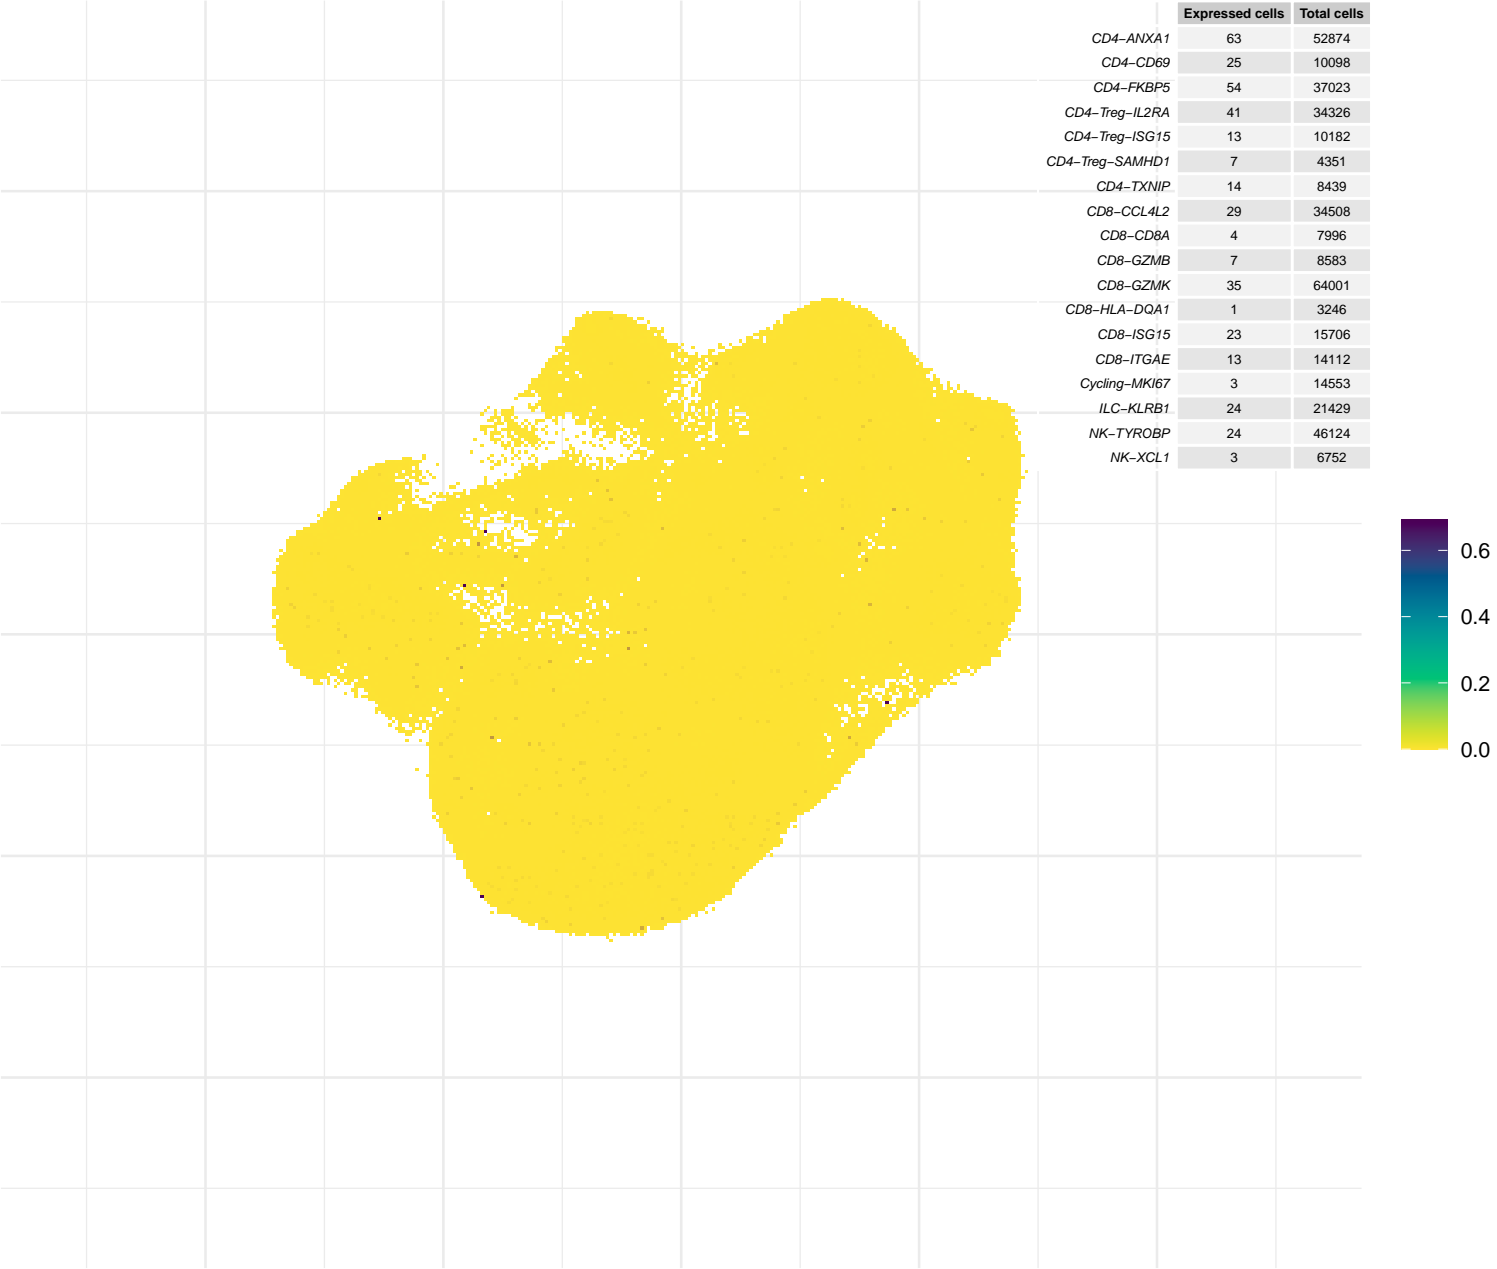 Expressed cells Total cells
CD4−ANXA1 63 52874
CD4−CD69 25 10098
CD4−FKBP5 54 37023
CD4−Treg−IL2RA 41 34326
CD4−Treg−ISG15 13 10182
CD4−Treg−SAMHD1 7 4351
CD4−TXNIP 14 8439
CD8−CCL4L2 29 34508
CD8−CD8A 4 7996
CD8−GZMB 7 8583
CD8−GZMK 35 64001
CD8−HLA−DQA1 1 3246
CD8−ISG15 23 15706
CD8−ITGAE 13 14112
Cycling−MKI67 3 14553
ILC−KLRB1 24 21429
NK−TYROBP 24 46124
NK−XCL1 3 6752
0.6
0.4
0.2
0.0